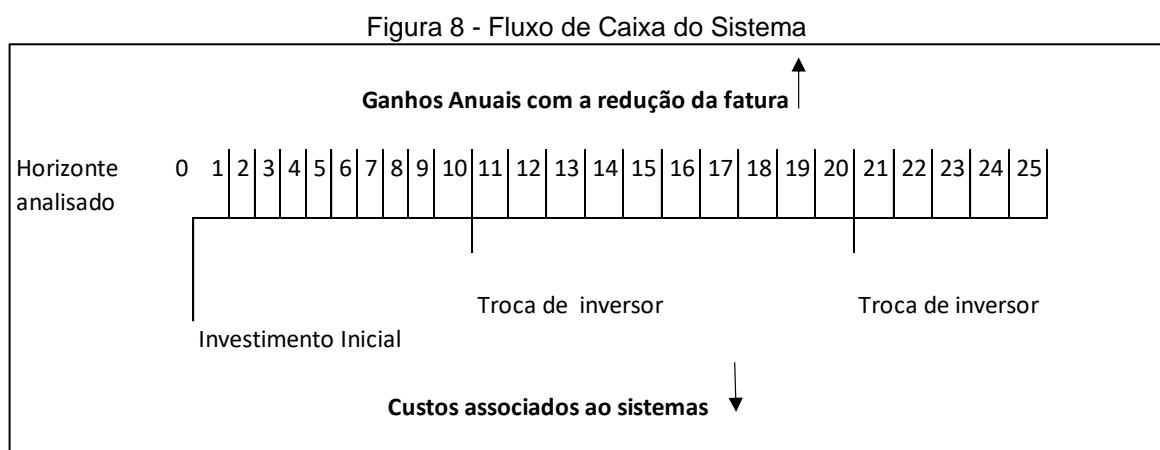 Figura 8 - Fluxo de Caixa do Sistema
Ganhos Anuais com a redução da fatura
Horizonte analisado
0 1 2 3 4 5 6 7 8 9 10 11 12 13 14 15 16 17 18 19 20 21 22 23 24 25
Troca de inversor
Troca de inversor
Investimento Inicial
Custos associados ao sistemas